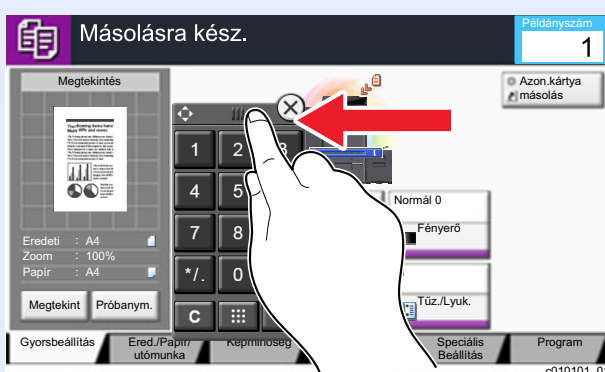 Másolásra kész.
Példányszám
1
Megtekintés
Azon.kártya
másolás
1
2
3
4
5
7
8
*/.
0
C
Normál 0
Fényerő
Tűz./Lyuk.
Eredeti : A4
Zoom : 100%
Papír : A4
Megtekint
Próbanym.
Gyorsbeállítás
Ered./Papír/
utómunka
Képminőség
Speciális
Beállítás
Program